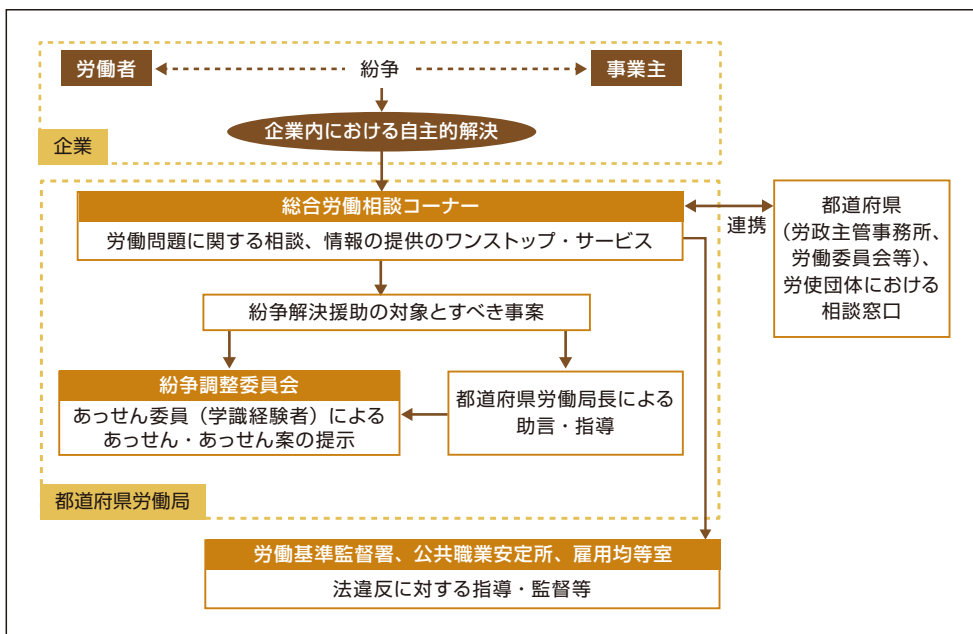 労働者
紛争
事業主
企業内における自主的解決
企業
総合労働相談コーナー
労働問題に関する相談、情報の提供のワンストップ・サービス
連携
都道府県
（労政主管事務所、
労働委員会等）、
労使団体における
相談窓口
紛争解決援助の対象とすべき事案
紛争調整委員会
あっせん委員（学識経験者）による
あっせん・あっせん案の提示
都道府県労働局長による
助言・指導
都道府県労働局
労働基準監督署、公共職業安定所、雇用均等室
法違反に対する指導・監督等